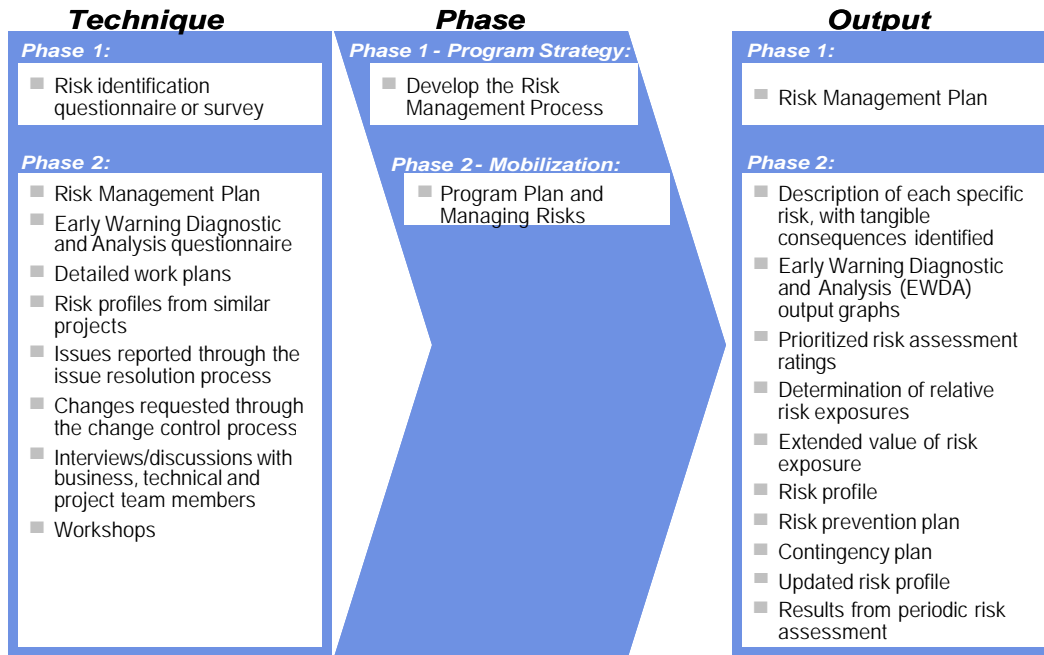 Technique
Phase 1:
Risk identification
questionnaire or survey
Phase 2:
Risk Management Plan
Early Warning Diagnostic
and Analysis questionnaire
Detailed work plans
Risk profiles from similar
projects
Issues reported through the
issue resolution process
Changes requested through
the change control process
Interviews/discussions with
business, technical and
project team members
Workshops
Phase
Phase 1 - Program Strategy:
Develop the Risk
Management Process
Phase 2 - Mobilization:
Program Plan and
Managing Risks
Output
Phase 1:
Risk Management Plan
Phase 2:
Description of each specific
risk, with tangible
consequences identified
Early Warning Diagnostic
and Analysis (EWDA)
output graphs
Prioritized risk assessment
ratings
Determination of relative
risk exposures
Extended value of risk
exposure
Risk profile
Risk prevention plan
Contingency plan
Updated risk profile
Results from periodic risk
assessment